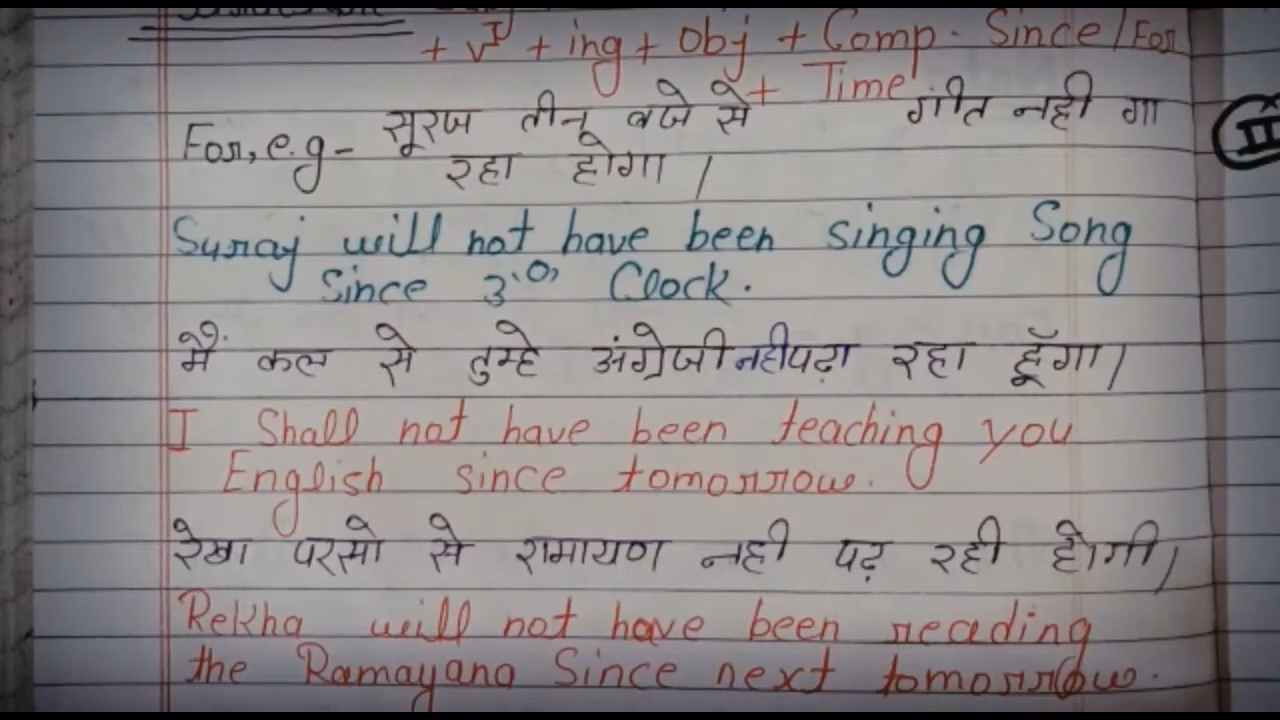 + V^I + ing + Obj + Comp. Since/For
+ Time
For, e.g - सूरज तीन बजे से गीत नही गा
रहा होगा।
II
Suraj will not have been singing Song
Since 3'0, Clock.
मैं कल से तुम्हे अंग्रेजी नही पढ़ा रहा हूँगा।
I Shall not have been teaching you
English since tomorrow.
रेखा परसो से रामायण नही पढ़ रही होगी।
Rekha will not have been reading
the Ramayana Since next tomorrow.